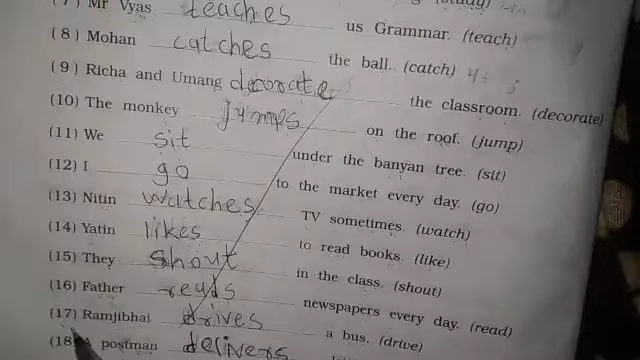 (7) Mr Vyas teaches us Grammar. (teach)
(8) Mohan catches the ball. (catch)
(9) Richa and Umang decorate the classroom. (decorate)
(10) The monkey jumps on the roof. (jump)
(11) We sit under the banyan tree. (sit)
(12) I go to the market every day. (go)
(13) Nitin watches TV sometimes. (watch)
(14) Yatin likes to read books. (like)
(15) They shout in the class. (shout)
(16) Father reads newspapers every day. (read)
(17) Ramjibhai drives a bus. (drive)
(18) A postman delivers